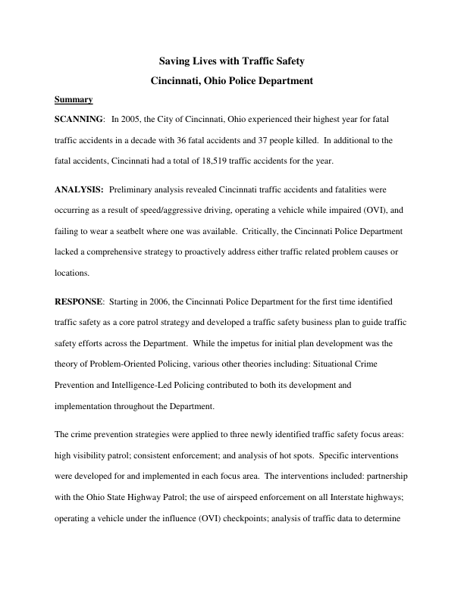 Saving Lives with Traffic Safety
Cincinnati, Ohio Police Department
Summary
SCANNING: In 2005, the City of Cincinnati, Ohio experienced their highest year for fatal
traffic accidents in a decade with 36 fatal accidents and 37 people killed. In additional to the
fatal accidents, Cincinnati had a total of 18,519 traffic accidents for the year.
ANALYSIS: Preliminary analysis revealed Cincinnati traffic accidents and fatalities were
occurring as a result of speed/aggressive driving, operating a vehicle while impaired (OVI), and
failing to wear a seatbelt where one was available. Critically, the Cincinnati Police Department
lacked a comprehensive strategy to proactively address either traffic related problem causes or
locations.
RESPONSE: Starting in 2006, the Cincinnati Police Department for the first time identified
traffic safety as a core patrol strategy and developed a traffic safety business plan to guide traffic
safety efforts across the Department. While the impetus for initial plan development was the
theory of Problem-Oriented Policing, various other theories including: Situational Crime
Prevention and Intelligence-Led Policing contributed to both its development and
implementation throughout the Department.
The crime prevention strategies were applied to three newly identified traffic safety focus areas:
high visibility patrol; consistent enforcement; and analysis of hot spots. Specific interventions
were developed for and implemented in each focus area. The interventions included: partnership
with the Ohio State Highway Patrol; the use of airspeed enforcement on all Interstate highways;
operating a vehicle under the influence (OVI) checkpoints; analysis of traffic data to determine